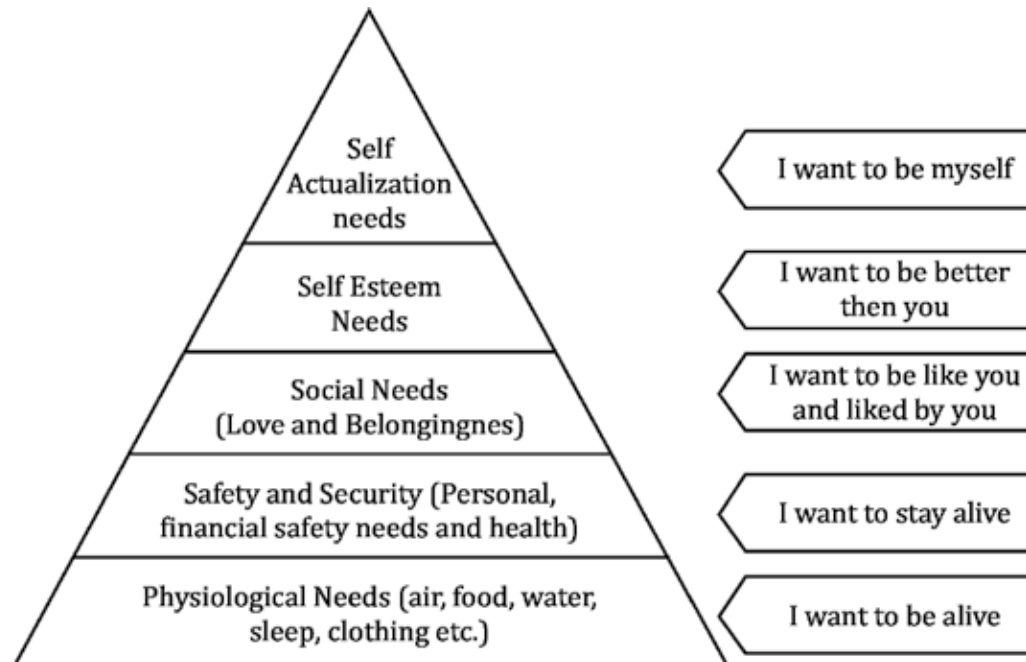 Self
Actualization
needs
I want to be myself
Self Esteem
Needs
I want to be better
then you
Social Needs
(Love and Belongingnes)
I want to be like you
and liked by you
Safety and Security (Personal,
financial safety needs and health)
I want to stay alive
Physiological Needs (air, food, water,
sleep, clothing etc.)
I want to be alive